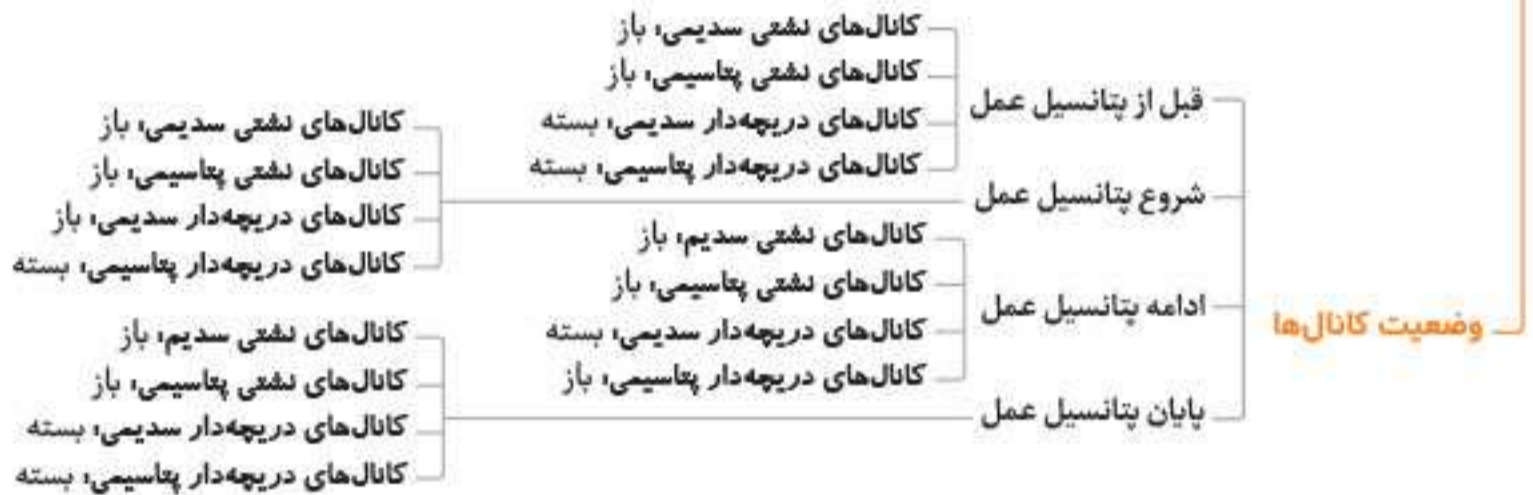 وضعیت کانال‌ها
قبل از پتانسیل عمل
کانال‌های نشتی سدیمی، باز
کانال‌های نشتی پتاسیمی، باز
کانال‌های دریچه‌دار سدیمی، بسته
کانال‌های دریچه‌دار پتاسیمی، بسته
شروع پتانسیل عمل
کانال‌های نشتی سدیمی، باز
کانال‌های نشتی پتاسیمی، باز
کانال‌های دریچه‌دار سدیمی، باز
کانال‌های دریچه‌دار پتاسیمی، بسته
ادامه پتانسیل عمل
کانال‌های نشتی سدیم، باز
کانال‌های نشتی پتاسیمی، باز
کانال‌های دریچه‌دار سدیمی، بسته
کانال‌های دریچه‌دار پتاسیمی، باز
پایان پتانسیل عمل
کانال‌های نشتی سدیم، باز
کانال‌های نشتی پتاسیمی، باز
کانال‌های دریچه‌دار سدیمی، بسته
کانال‌های دریچه‌دار پتاسیمی، بسته